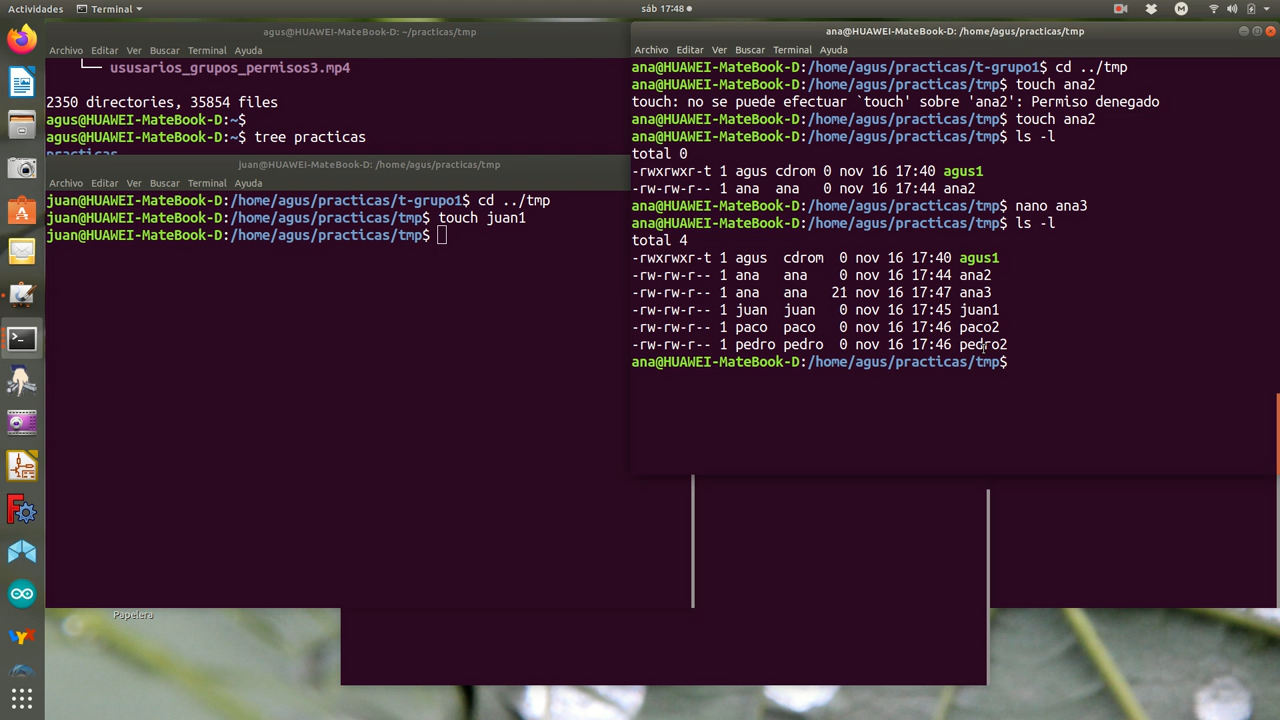 Actividades
Terminal
sáb 17:48
agus@HUAWEI-MateBook-D: ~/practicas/tmp
Archivo Editar Ver Buscar Terminal Ayuda
└── ususarios_grupos_permisos3.mp4
2350 directories, 35854 files
agus@HUAWEI-MateBook-D:~$
agus@HUAWEI-MateBook-D:~$ tree practicas
practicas
juan@HUAWEI-MateBook-D: /home/agus/practicas/tmp
Archivo Editar Ver Buscar Terminal Ayuda
juan@HUAWEI-MateBook-D:/home/agus/practicas/t-grupo1$ cd ../tmp
juan@HUAWEI-MateBook-D:/home/agus/practicas/tmp$ touch juan1
juan@HUAWEI-MateBook-D:/home/agus/practicas/tmp$
ana@HUAWEI-MateBook-D: /home/agus/practicas/tmp
Archivo Editar Ver Buscar Terminal Ayuda
ana@HUAWEI-MateBook-D:/home/agus/practicas/t-grupo1$ cd ../tmp
ana@HUAWEI-MateBook-D:/home/agus/practicas/tmp$ touch ana2
touch: no se puede efectuar `touch' sobre 'ana2': Permiso denegado
ana@HUAWEI-MateBook-D:/home/agus/practicas/tmp$ touch ana2
ana@HUAWEI-MateBook-D:/home/agus/practicas/tmp$ ls -l
total 0
-rwxrwxr-t 1 agus cdrom 0 nov 16 17:40 agus1
-rw-rw-r-- 1 ana  ana   0 nov 16 17:44 ana2
ana@HUAWEI-MateBook-D:/home/agus/practicas/tmp$ nano ana3
ana@HUAWEI-MateBook-D:/home/agus/practicas/tmp$ ls -l
total 4
-rwxrwxr-t 1 agus  cdrom  0 nov 16 17:40 agus1
-rw-rw-r-- 1 ana   ana    0 nov 16 17:44 ana2
-rw-rw-r-- 1 ana   ana   21 nov 16 17:47 ana3
-rw-rw-r-- 1 juan  juan   0 nov 16 17:45 juan1
-rw-rw-r-- 1 paco  paco   0 nov 16 17:46 paco2
-rw-rw-r-- 1 pedro pedro  0 nov 16 17:46 pedro2
ana@HUAWEI-MateBook-D:/home/agus/practicas/tmp$
Papelera